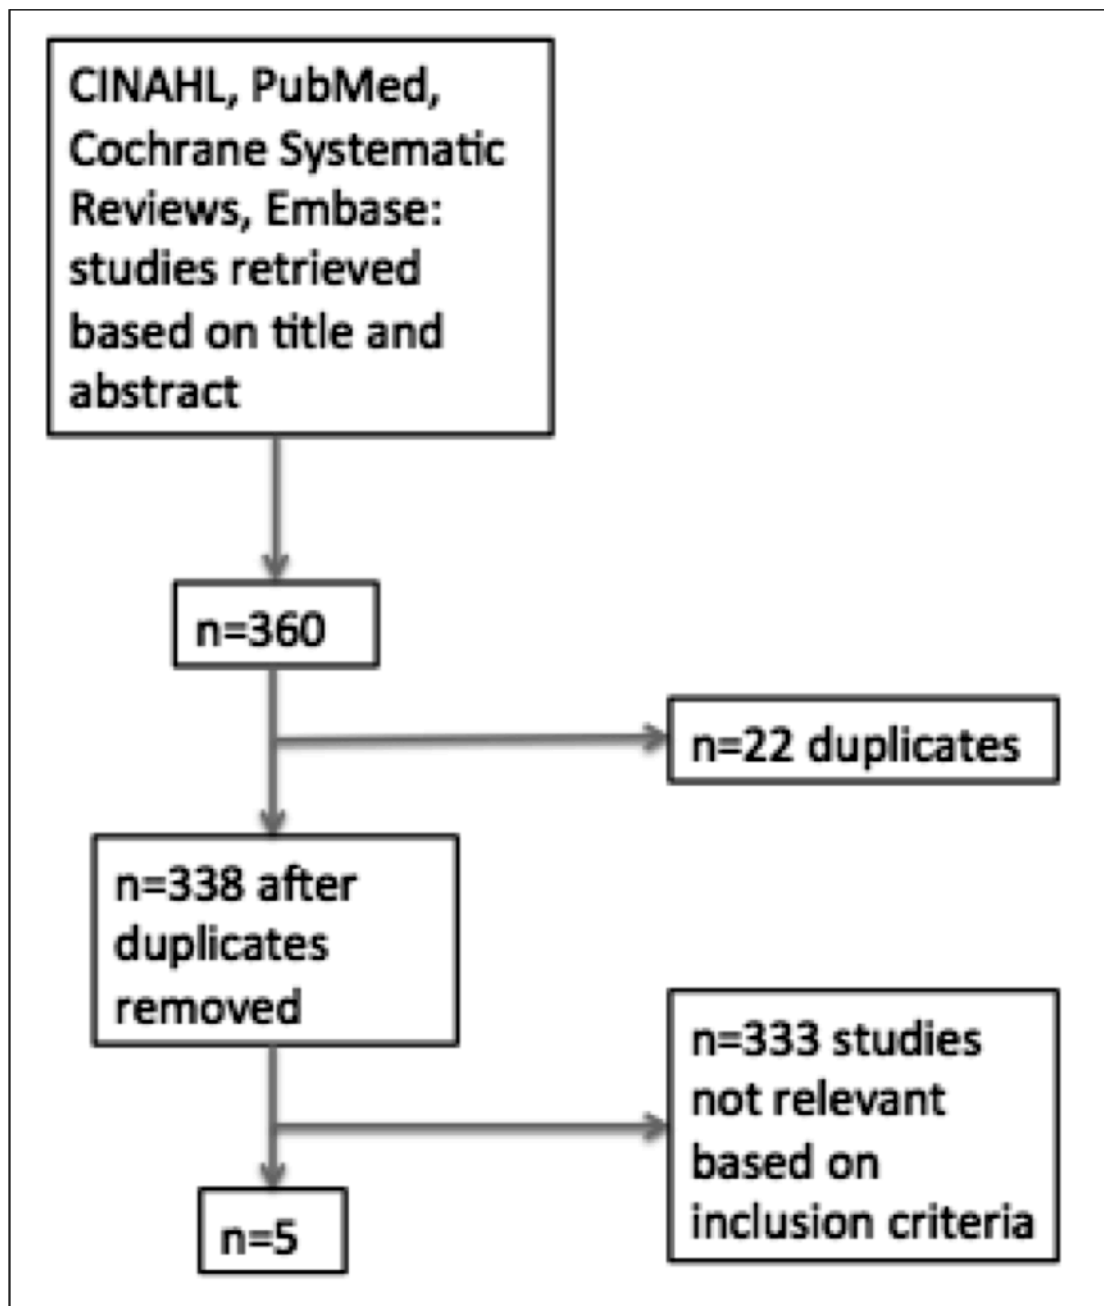 CINAHL, PubMed,
Cochrane Systematic
Reviews, Embase:
studies retrieved
based on title and
abstract
n=360
n=22 duplicates
n=338 after
duplicates
removed
n=333 studies
not relevant
based on
inclusion criteria
n=5